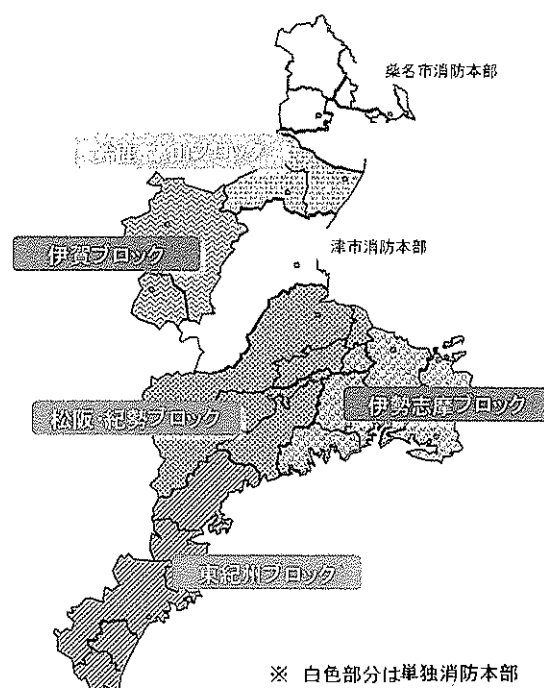 桑名市消防本部
伊賀ブロック
津市消防本部
松阪・紀勢ブロック
伊勢志摩ブロック
東紀州ブロック
※ 白色部分は単独消防本部